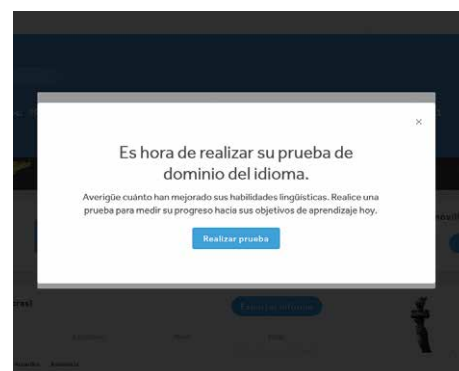 Es hora de realizar su prueba de
dominio del idioma.
Averigüe cuánto han mejorado sus habilidades lingüísticas. Realice una
prueba para medir su progreso hacia sus objetivos de aprendizaje hoy.
Realizar prueba